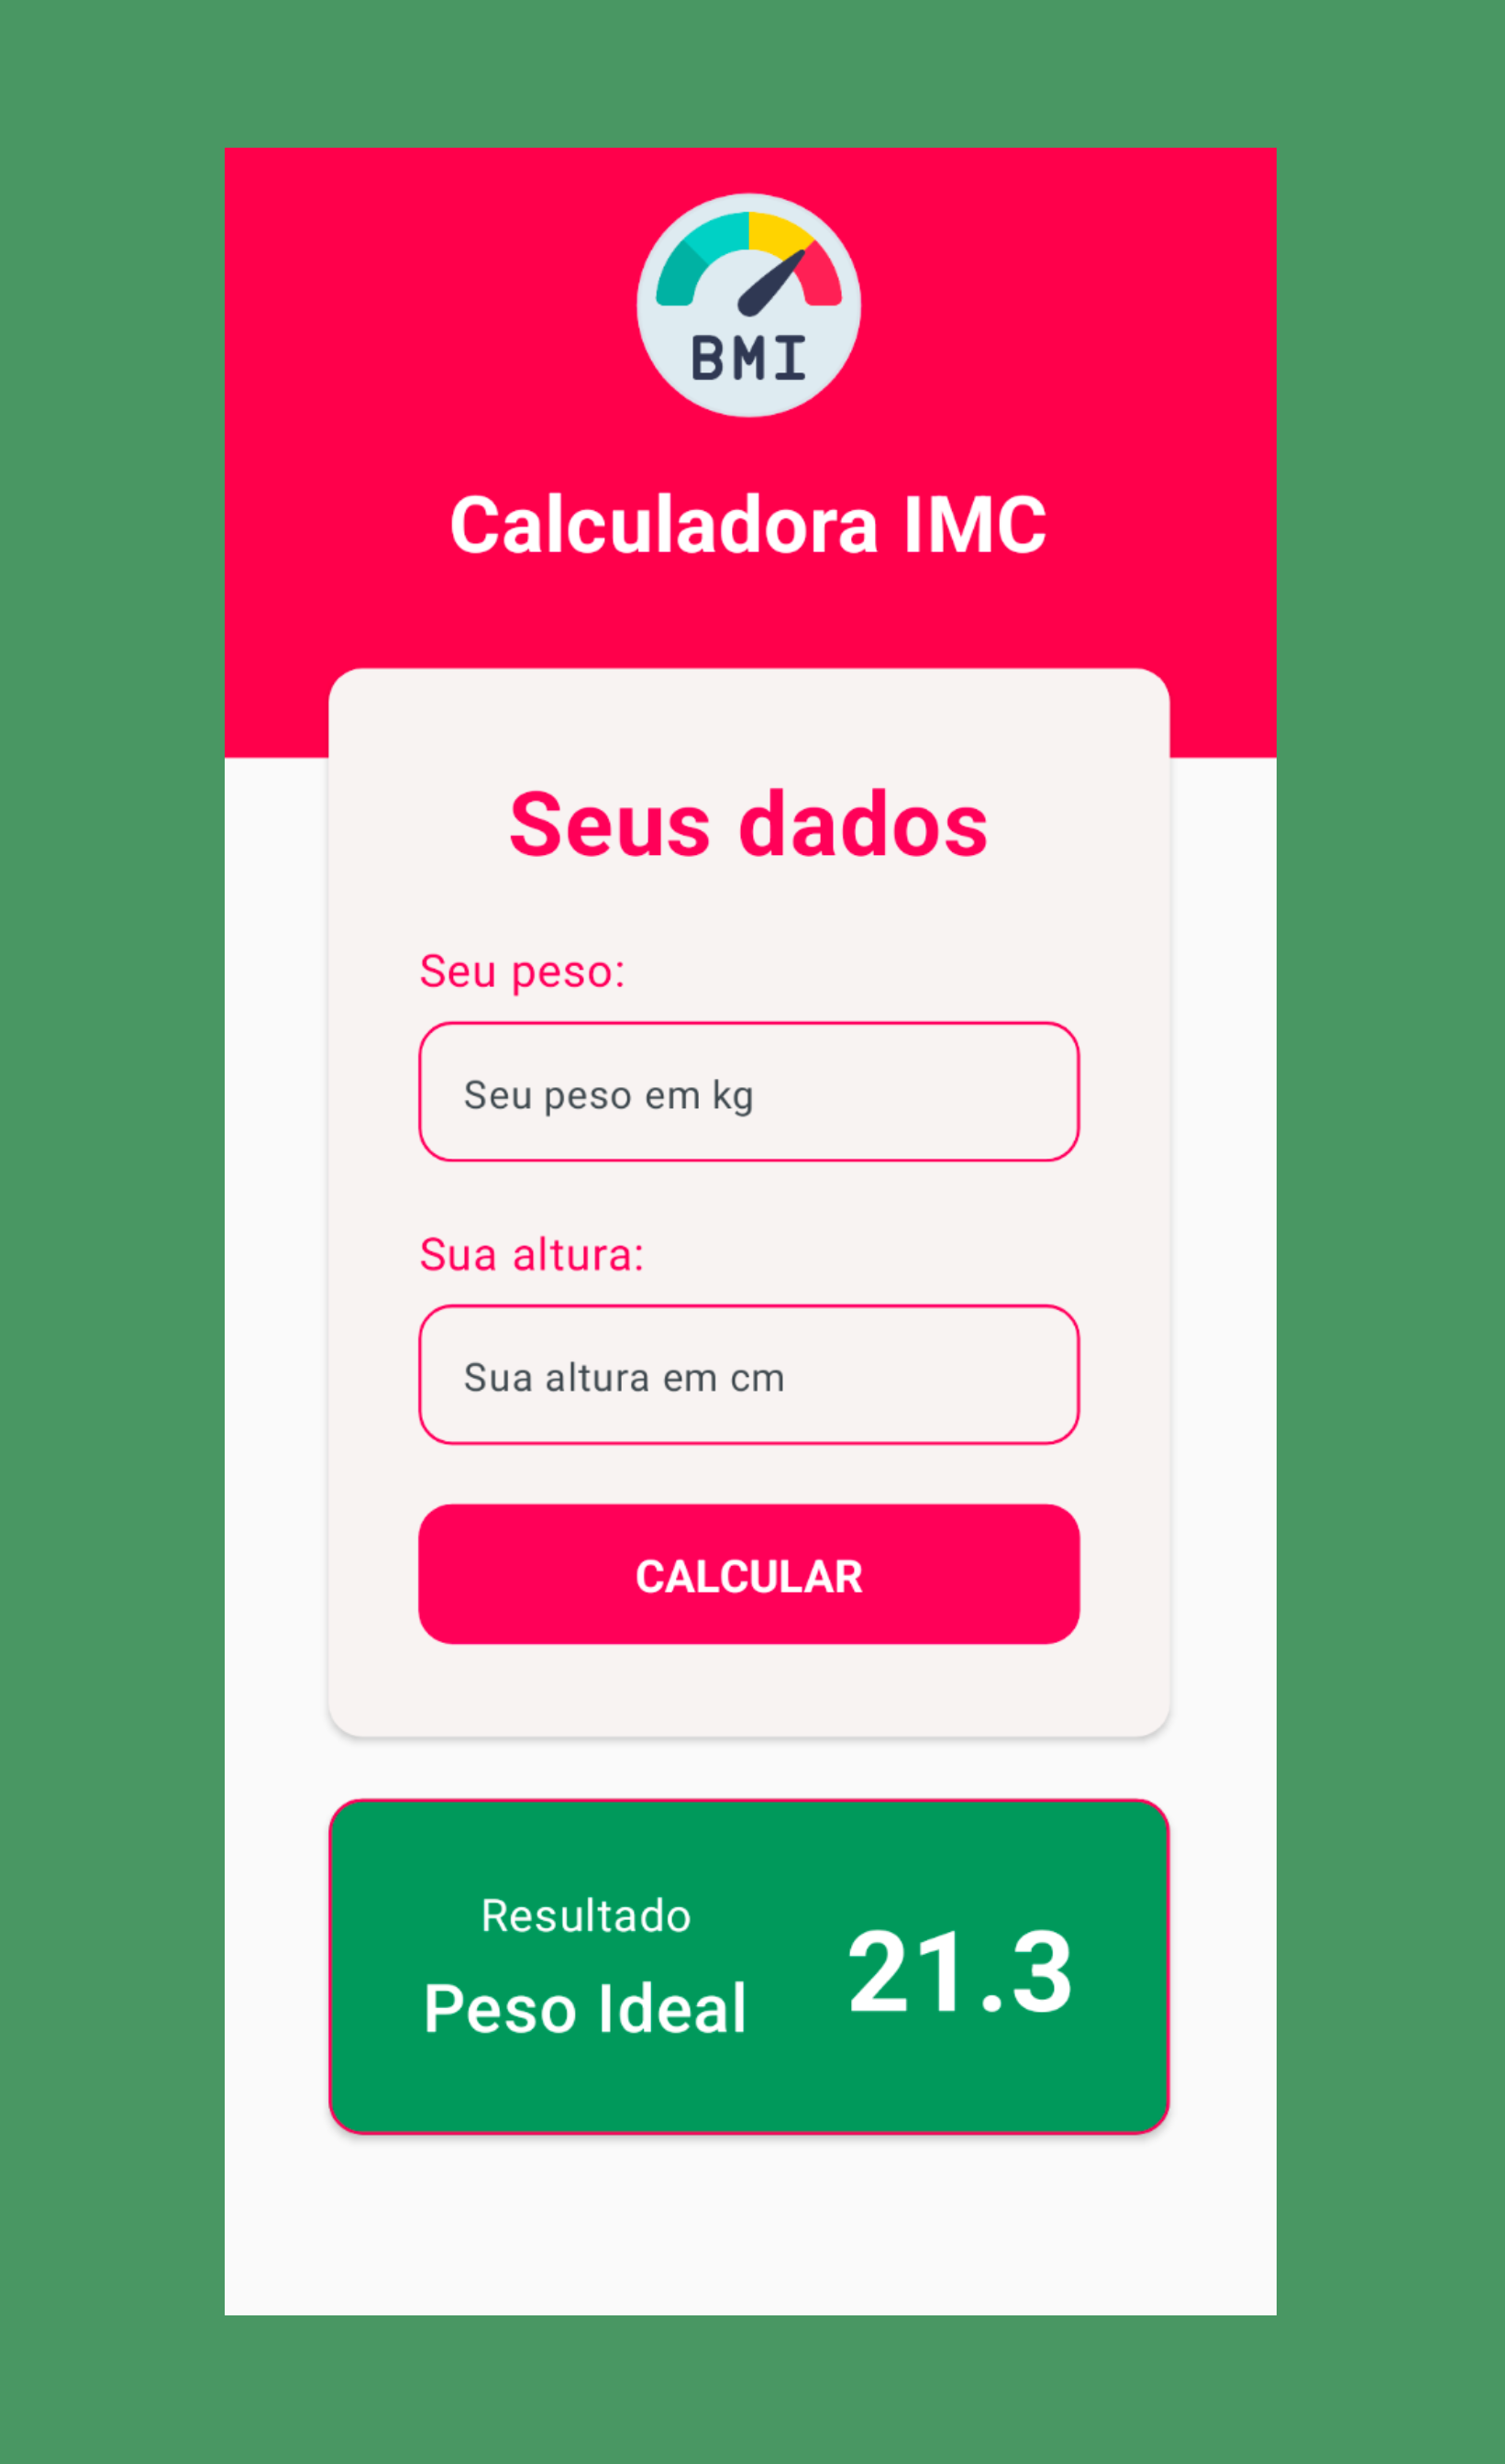 BMI
Calculadora IMC
Seus dados
Seu peso:
Seu peso em kg
Sua altura:
Sua altura em cm
CALCULAR
Resultado
Peso Ideal
21.3